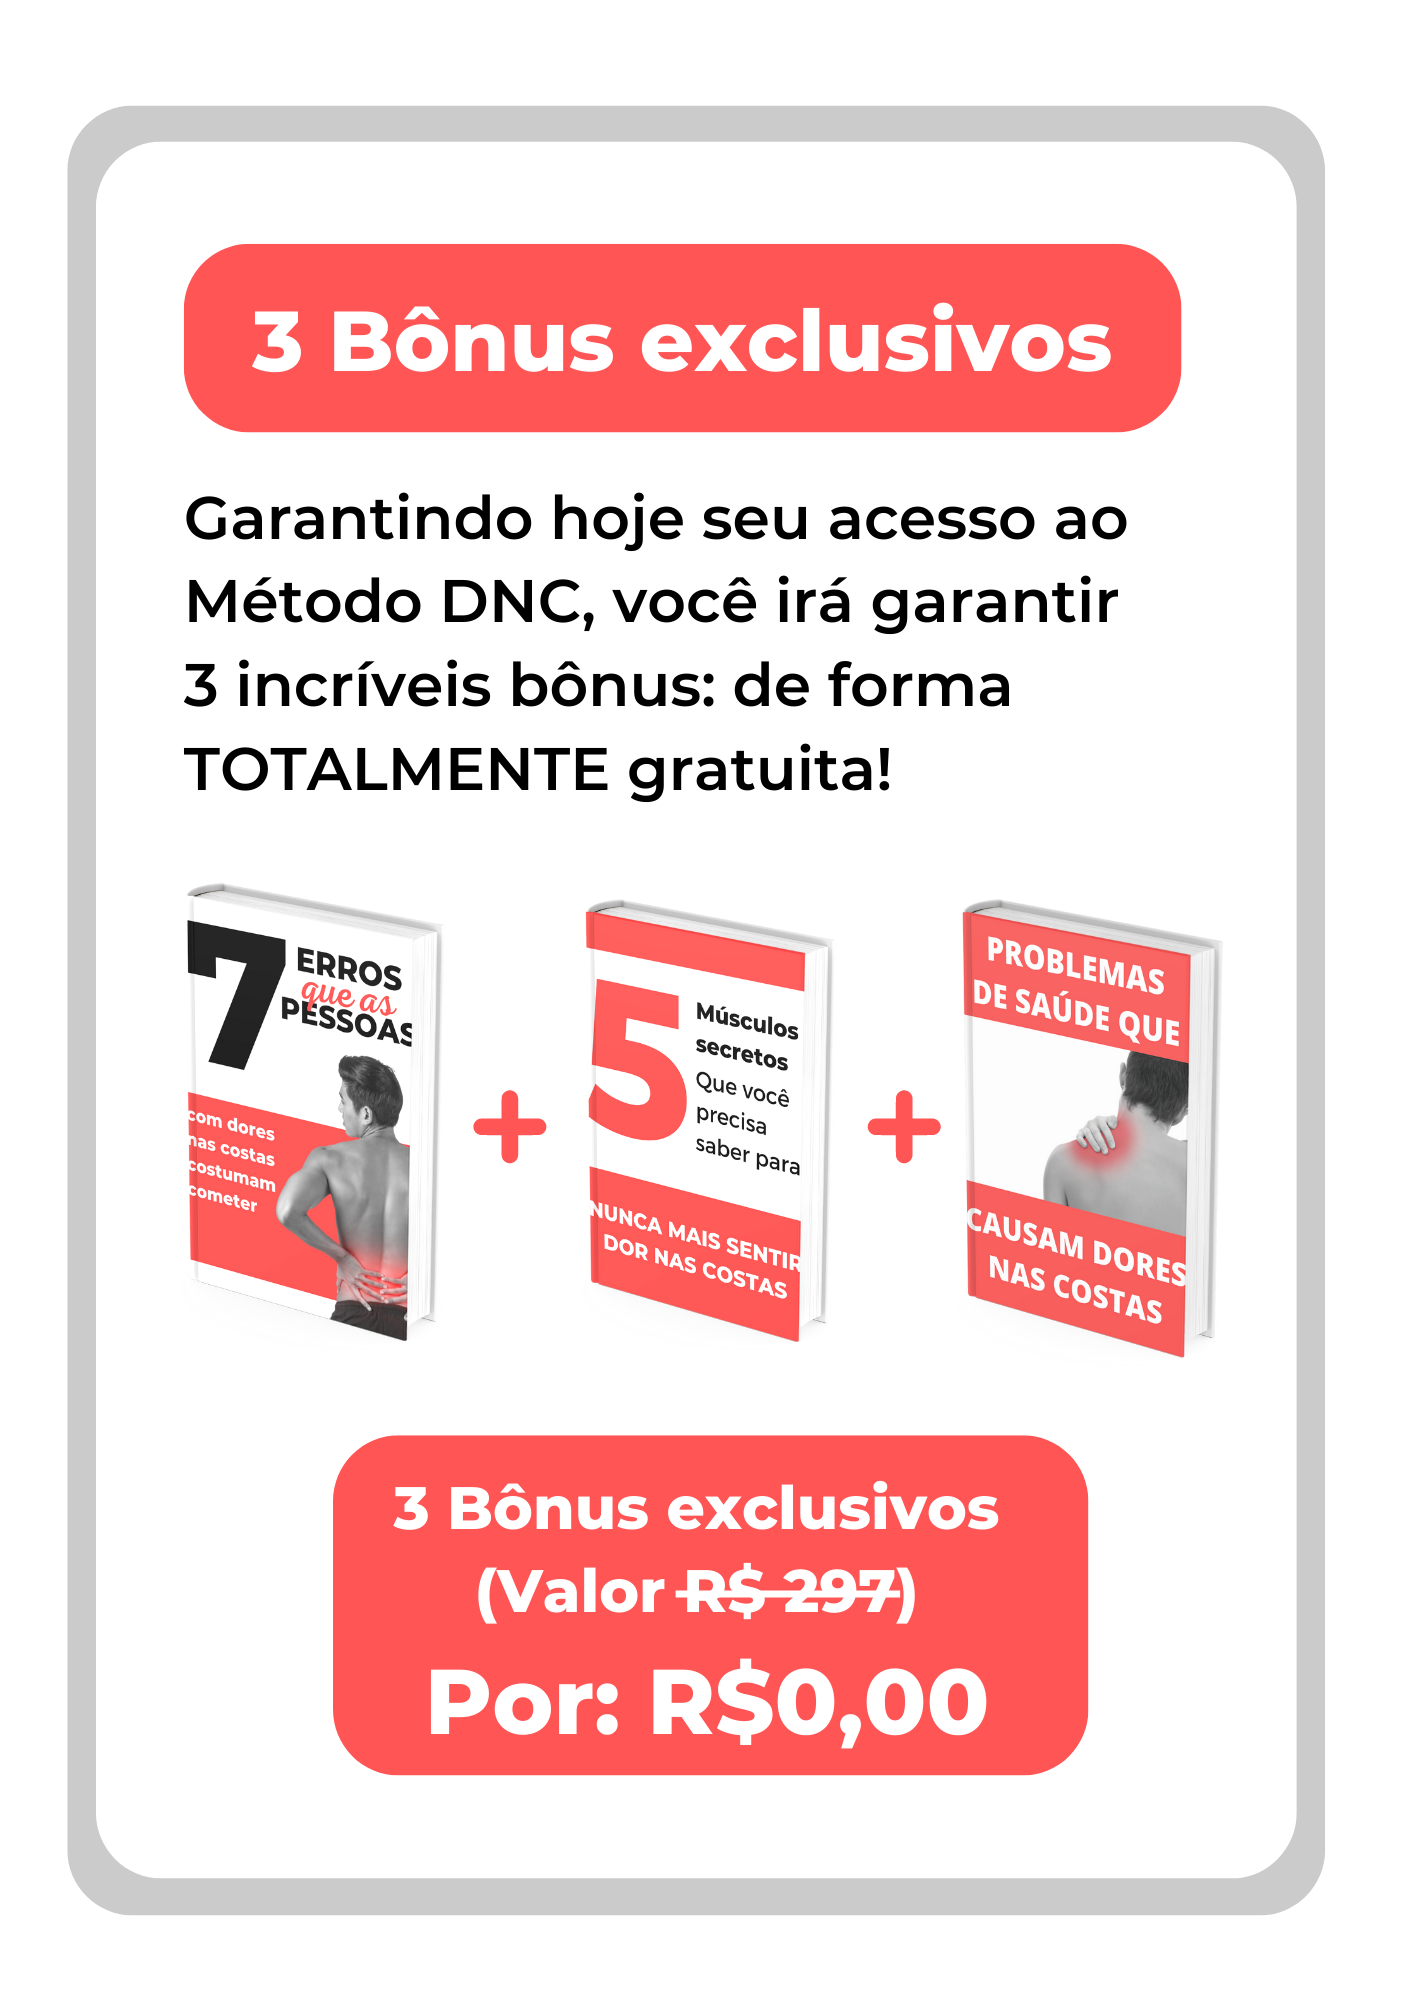 3 Bônus exclusivos
Garantindo hoje seu acesso ao
Método DNC, você irá garantir
3 incríveis bônus: de forma
TOTALMENTE gratuita!
7
ERROS
que as
PESSOAS
com dores
nas costas
costumam
cometer
5
Músculos
secretos
Que você
precisa
saber para
NUNCA MAIS SENTIR
DOR NAS COSTAS
PROBLEMAS
DE SAÚDE QUE
CAUSAM DORES
NAS COSTAS
3 Bônus exclusivos
(Valor R$ 297)
Por: R$0,00